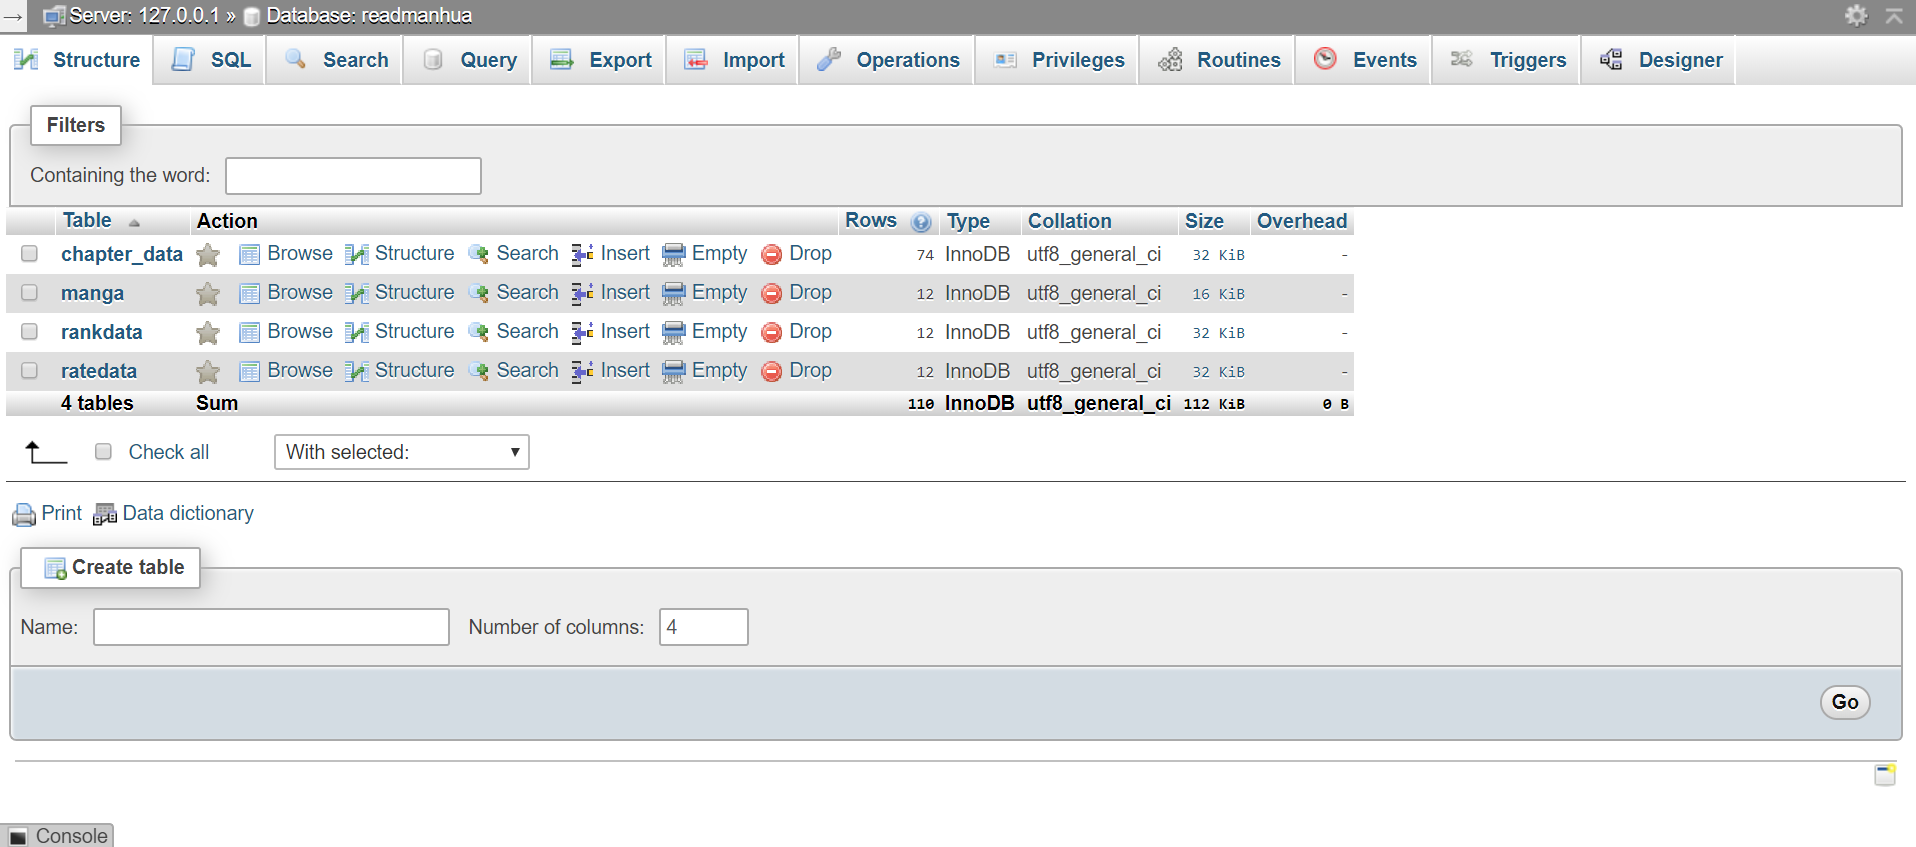 → Server: 127.0.0.1 » Database: readmanhua
Structure SQL Search Query Export Import Operations Privileges Routines Events Triggers Designer
Filters
Containing the word:
Table Action Rows Type Collation Size Overhead
chapter_data Browse Structure Search Insert Empty Drop 74 InnoDB utf8_general_ci 32 KiB -
manga Browse Structure Search Insert Empty Drop 12 InnoDB utf8_general_ci 16 KiB -
rankdata Browse Structure Search Insert Empty Drop 12 InnoDB utf8_general_ci 32 KiB -
ratedata Browse Structure Search Insert Empty Drop 12 InnoDB utf8_general_ci 32 KiB -
4 tables Sum 110 InnoDB utf8_general_ci 112 KiB 0 B
Check all With selected:
Print Data dictionary
Create table
Name: Number of columns: 4
Go
Console